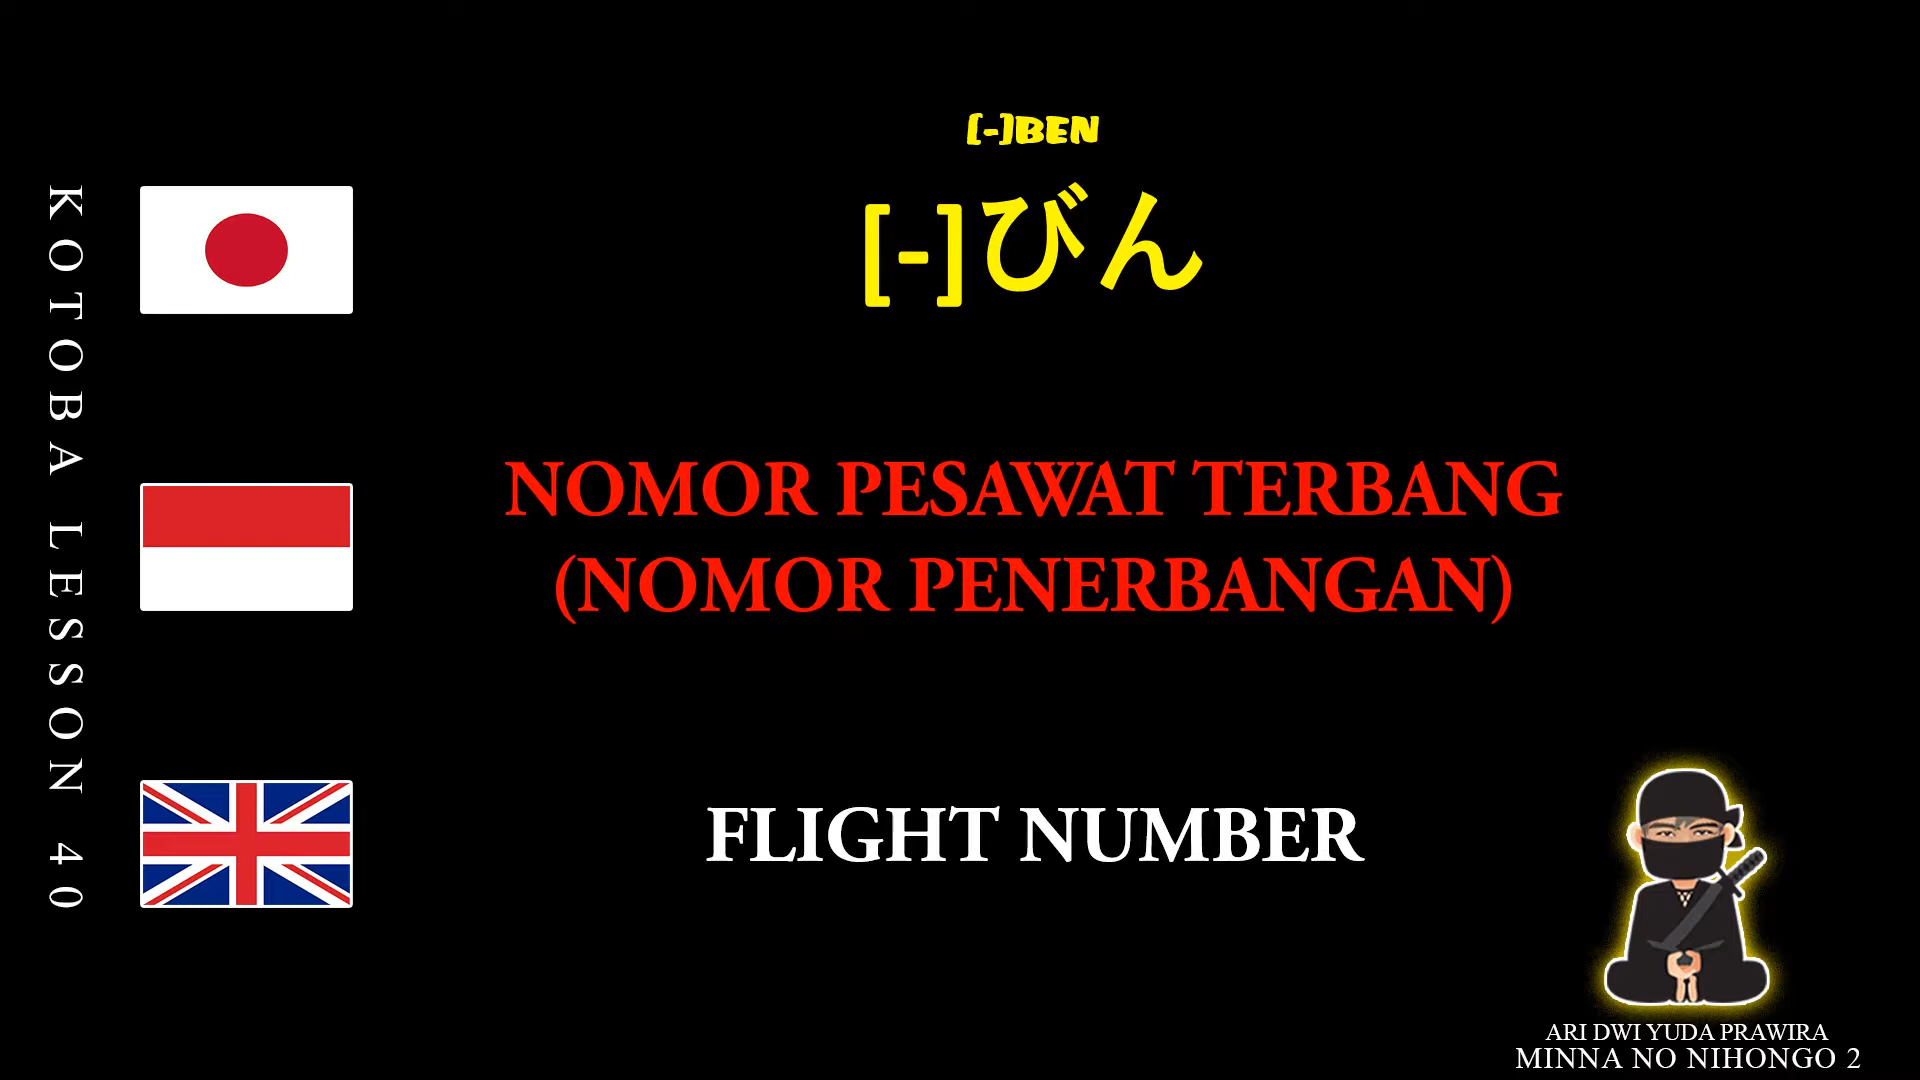 KOTOBA LESSON 40
[-]BEN
[-]びん
NOMOR PESAWAT TERBANG
(NOMOR PENERBANGAN)
FLIGHT NUMBER
ARI DWI YUDA PRAWIRA
MINNA NO NIHONGO 2